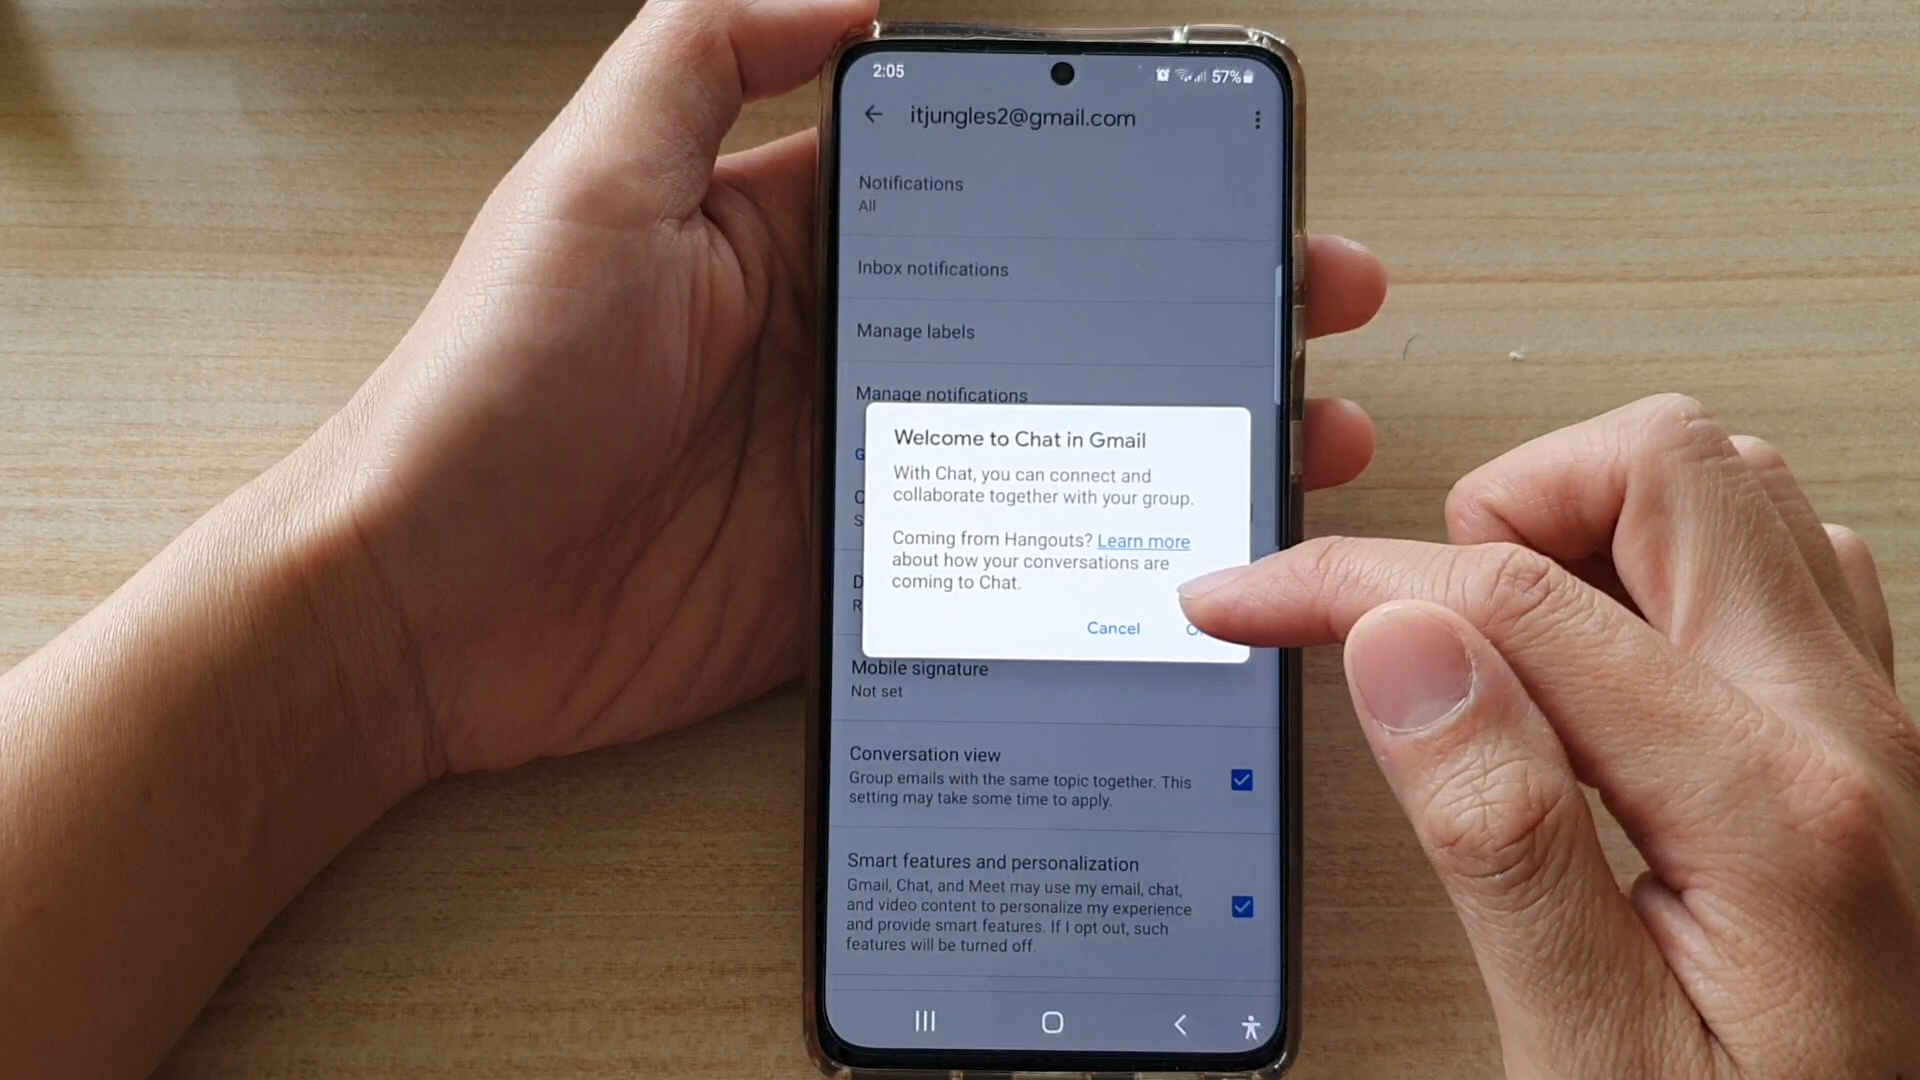 2:05
57%
itjungles2@gmail.com
Notifications
All
Inbox notifications
Manage labels
Manage notifications
G
Welcome to Chat in Gmail
With Chat, you can connect and
collaborate together with your group.
C
S
Coming from Hangouts? Learn more
about how your conversations are
coming to Chat.
D
R
Cancel
Mobile signature
Not set
Conversation view
Group emails with the same topic together. This
setting may take some time to apply.
Smart features and personalization
Gmail, Chat, and Meet may use my email, chat,
and video content to personalize my experience
and provide smart features. If I opt out, such
features will be turned off.